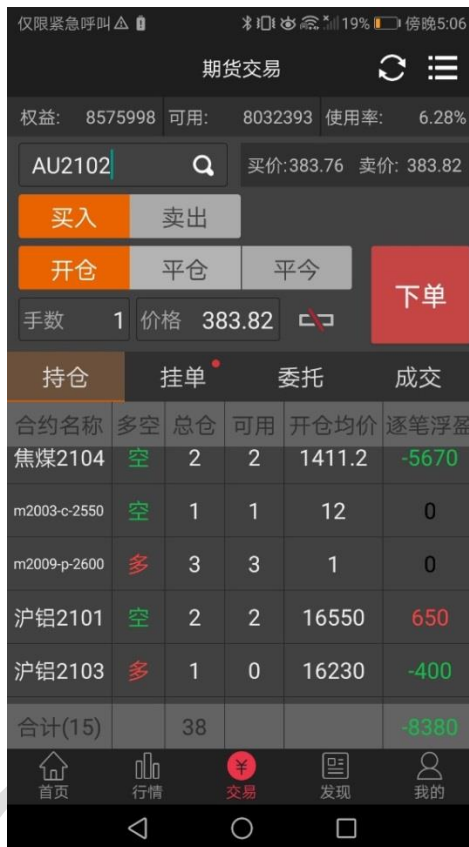 仅限紧急呼叫 19% 傍晚5:06
期货交易
权益: 8575998 可用: 8032393 使用率: 6.28%
AU2102 买价:383.76 卖价: 383.82
买入 卖出
开仓 平仓 平今 下单
手数 1 价格 383.82
持仓 挂单 委托 成交
合约名称 多空 总仓 可用 开仓均价 逐笔浮盈
焦煤2104 空 2 2 1411.2 -5670
m2003-c-2550 空 1 1 12 0
m2009-p-2600 多 3 3 1 0
沪铝2101 空 2 2 16550 650
沪铝2103 多 1 0 16230 -400
合计(15) 38 -8380
首页 行情 交易 发现 我的